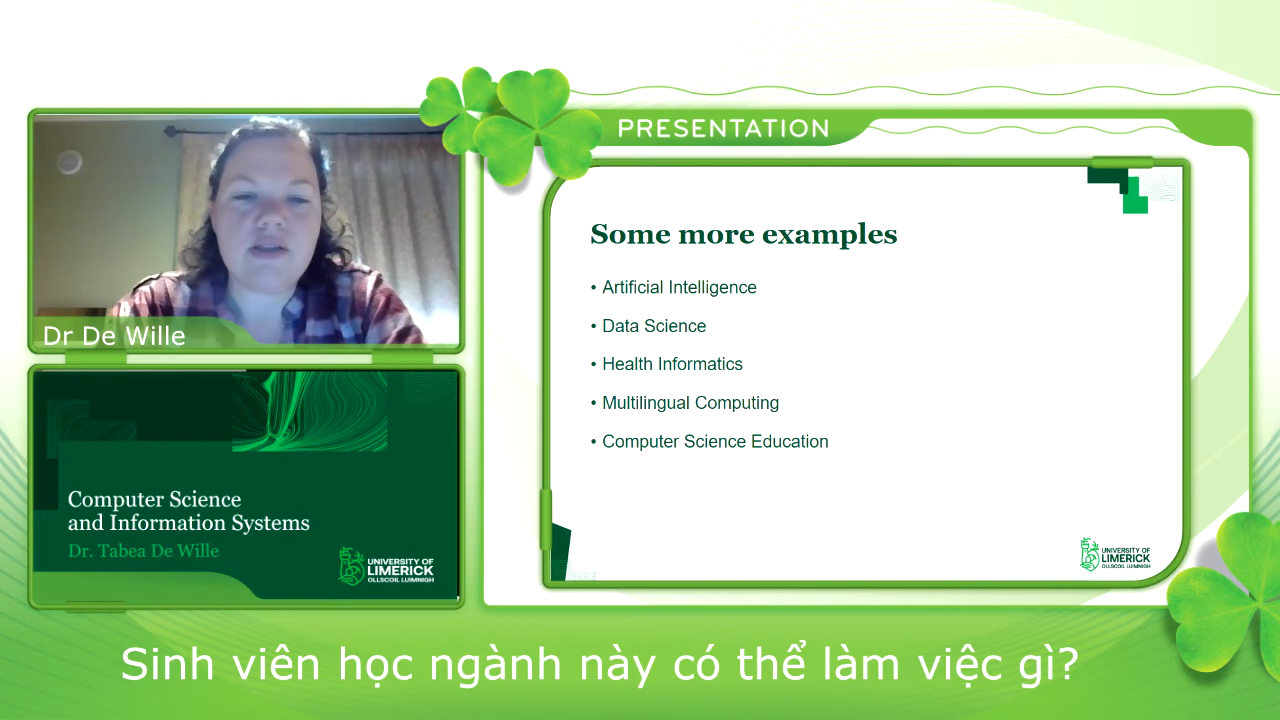 PRESENTATION
Dr De Wille
Computer Science
and Information Systems
Dr. Tabea De Wille
UNIVERSITY OF
LIMERICK
OLLSCOIL LUIMNIGH
Some more examples
• Artificial Intelligence
• Data Science
• Health Informatics
• Multilingual Computing
• Computer Science Education
UNIVERSITY OF
LIMERICK
OLLSCOIL LUIMNIGH
Sinh viên học ngành này có thể làm việc gì?